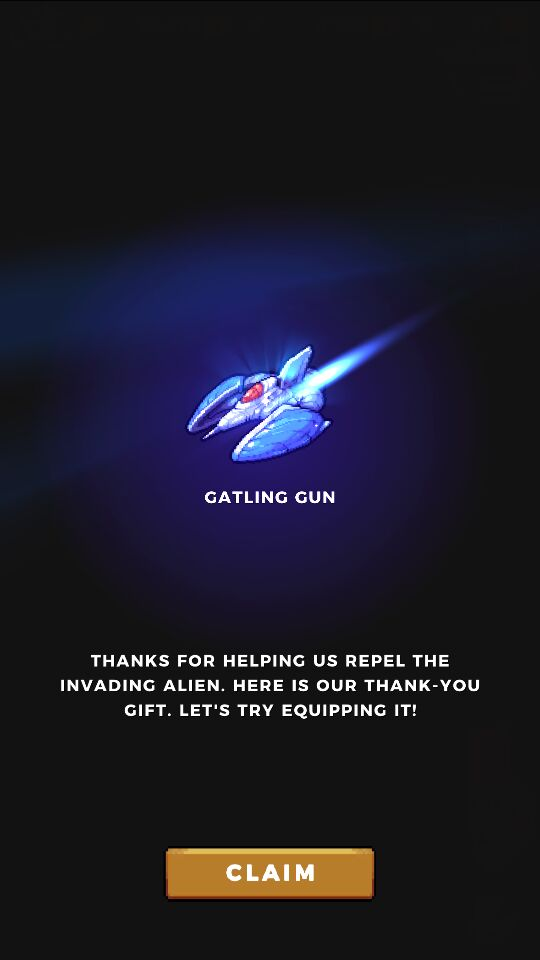 GATLING GUN
THANKS FOR HELPING US REPEL THE
INVADING ALIEN. HERE IS OUR THANK-YOU
GIFT. LET'S TRY EQUIPPING IT!
CLAIM